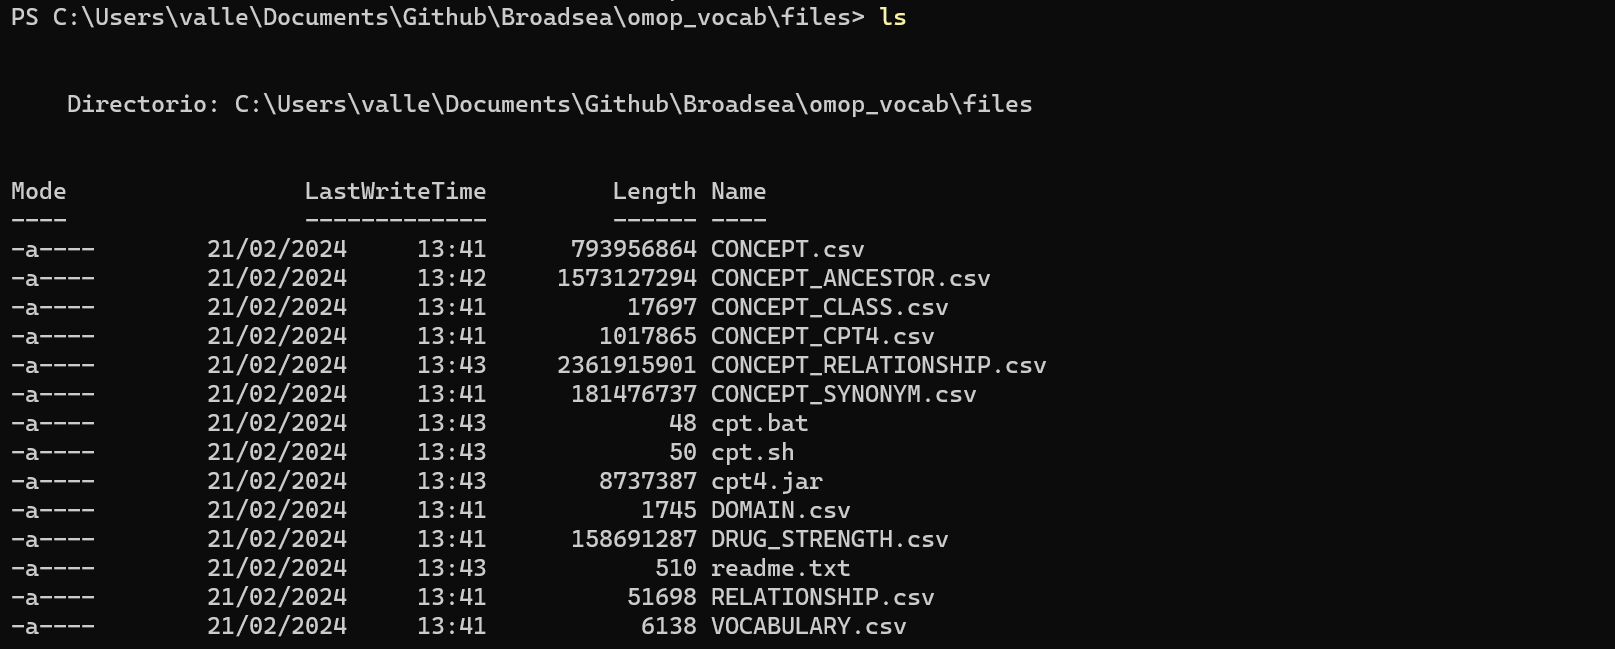 PS C:\Users\valle\Documents\Github\Broadsea\omop_vocab\files> ls
Directorio: C:\Users\valle\Documents\Github\Broadsea\omop_vocab\files
Mode LastWriteTime Length Name
---- ------------- ------ ----
-a---- 21/02/2024 13:41 793956864 CONCEPT.csv
-a---- 21/02/2024 13:42 1573127294 CONCEPT_ANCESTOR.csv
-a---- 21/02/2024 13:41 17697 CONCEPT_CLASS.csv
-a---- 21/02/2024 13:41 1017865 CONCEPT_CPT4.csv
-a---- 21/02/2024 13:43 2361915901 CONCEPT_RELATIONSHIP.csv
-a---- 21/02/2024 13:41 181476737 CONCEPT_SYNONYM.csv
-a---- 21/02/2024 13:43 48 cpt.bat
-a---- 21/02/2024 13:43 50 cpt.sh
-a---- 21/02/2024 13:43 8737387 cpt4.jar
-a---- 21/02/2024 13:41 1745 DOMAIN.csv
-a---- 21/02/2024 13:41 158691287 DRUG_STRENGTH.csv
-a---- 21/02/2024 13:43 510 readme.txt
-a---- 21/02/2024 13:41 51698 RELATIONSHIP.csv
-a---- 21/02/2024 13:41 6138 VOCABULARY.csv